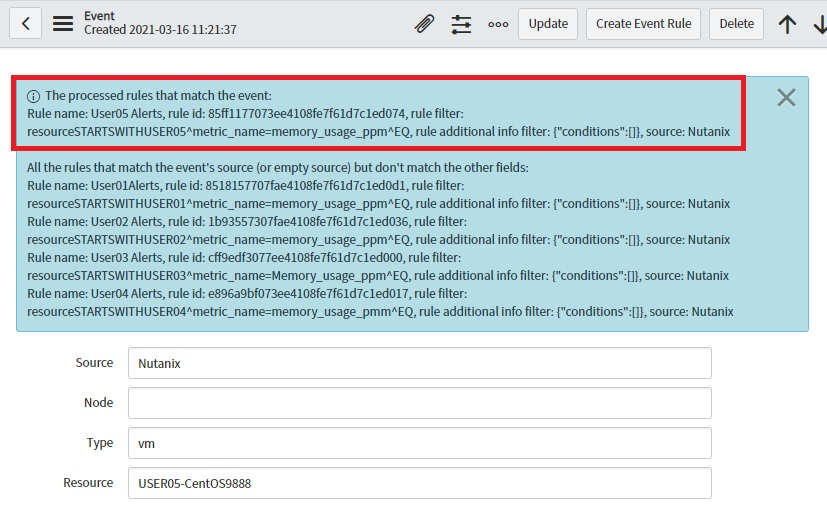 Event
Created 2021-03-16 11:21:37
Update
Create Event Rule
Delete
The processed rules that match the event:
Rule name: User05 Alerts, rule id: 85ff1177073ee4108fe7f61d7c1ed074, rule filter:
resourceSTARTSWITHUSER05^metric_name=memory_usage_ppm^EQ, rule additional info filter: {"conditions":[]}, source: Nutanix
All the rules that match the event's source (or empty source) but don't match the other fields:
Rule name: User01Alerts, rule id: 8518157707fae4108fe7f61d7c1ed0d1, rule filter:
resourceSTARTSWITHUSER01^metric_name=memory_usage_ppm^EQ, rule additional info filter: {"conditions":[]}, source: Nutanix
Rule name: User02 Alerts, rule id: 1b93557307fae4108fe7f61d7c1ed036, rule filter:
resourceSTARTSWITHUSER02^metric_name=memory_usage_ppm^EQ, rule additional info filter: {"conditions":[]}, source: Nutanix
Rule name: User03 Alerts, rule id: cff9edf3077ee4108fe7f61d7c1ed000, rule filter:
resourceSTARTSWITHUSER03^metric_name=Memory_usage_ppm^EQ, rule additional info filter: {"conditions":[]}, source: Nutanix
Rule name: User04 Alerts, rule id: e896a9bf073ee4108fe7f61d7c1ed017, rule filter:
resourceSTARTSWITHUSER04^metric_name=memory_usage_pmm^EQ, rule additional info filter: {"conditions":[]}, source: Nutanix
Source Nutanix
Node
Type vm
Resource USER05-CentOS9888